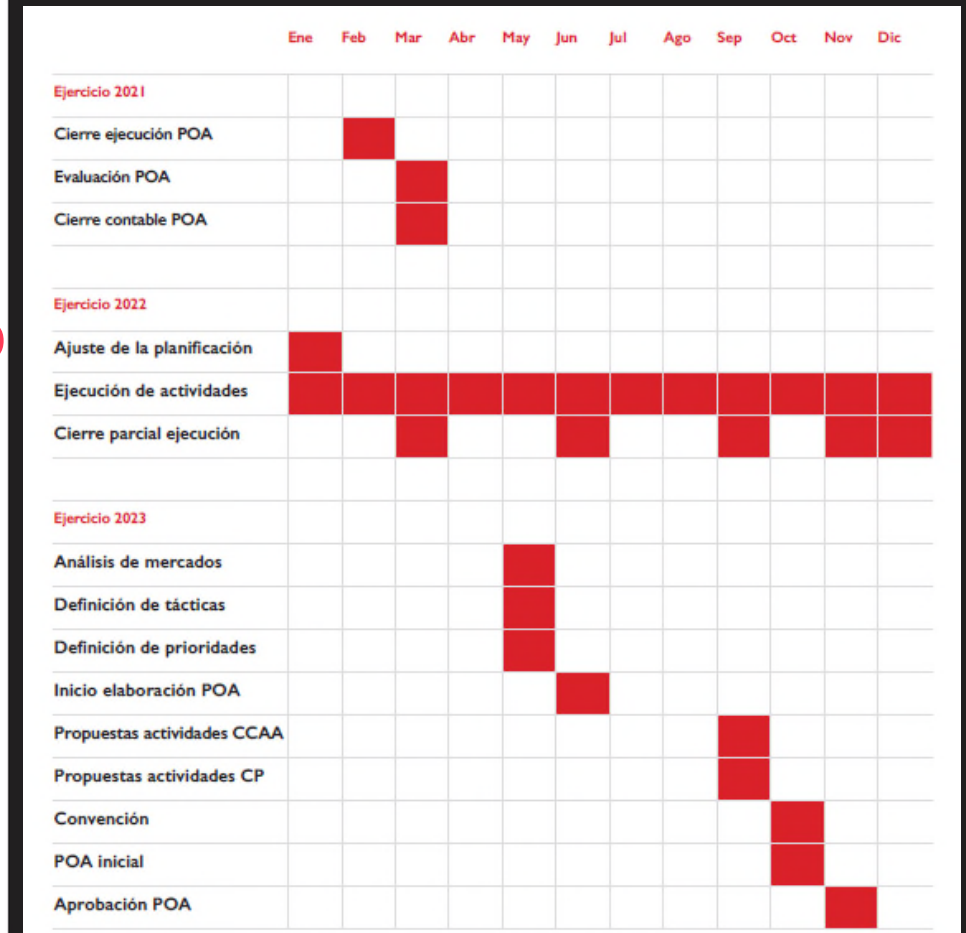 Ene Feb Mar Abr May Jun Jul Ago Sep Oct Nov Dic
Ejercicio 2021
Cierre ejecución POA
Evaluación POA
Cierre contable POA
Ejercicio 2022
Ajuste de la planificación
Ejecución de actividades
Cierre parcial ejecución
Ejercicio 2023
Análisis de mercados
Definición de tácticas
Definición de prioridades
Inicio elaboración POA
Propuestas actividades CCAA
Propuestas actividades CP
Convención
POA inicial
Aprobación POA